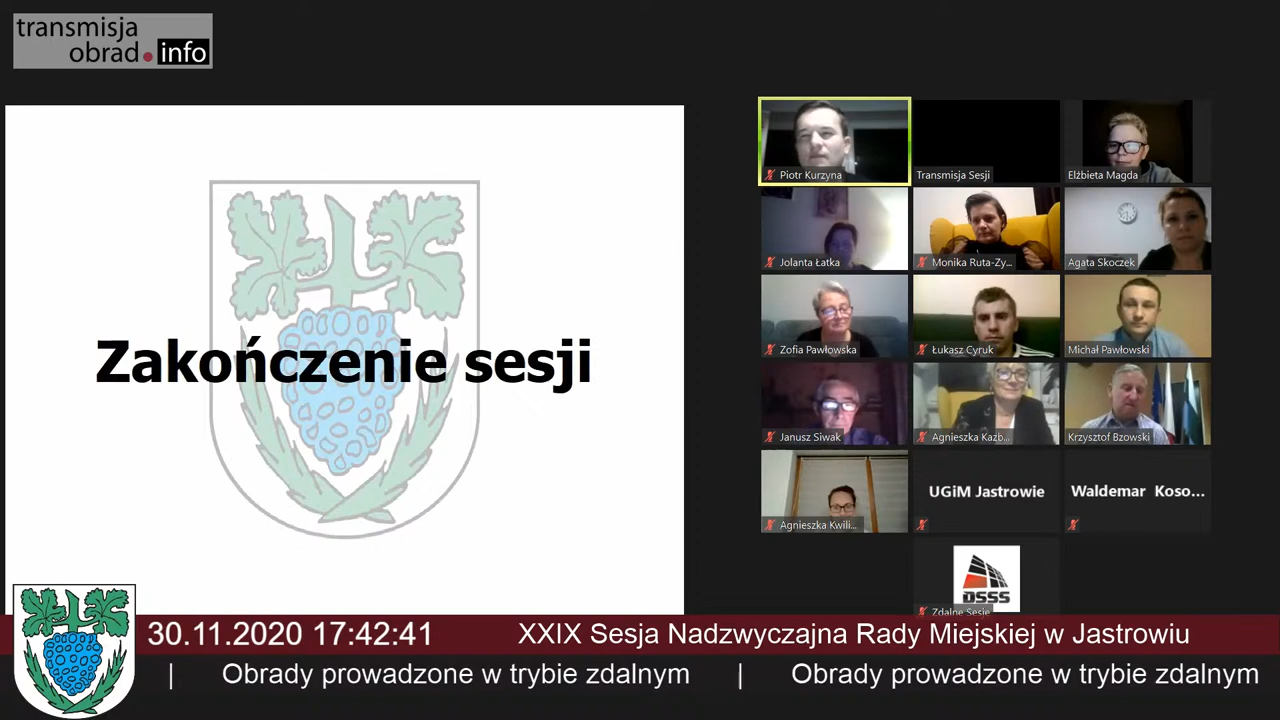 transmisja
obrad.info
Zakończenie sesji
Piotr Kurzyna
Transmisja Sesji
Elżbieta Magda
Jolanta Łatka
Monika Ruta-Zy...
Agata Skoczek
Zofia Pawłowska
Łukasz Cyruk
Michał Pawłowski
Janusz Siwak
Agnieszka Kaźb...
Krzysztof Bzowski
Agnieszka Kwili...
UGiM Jastrowie
Waldemar Koso...
DSSS
Zdalne Sesje
30.11.2020 17:42:41 XXIX Sesja Nadzwyczajna Rady Miejskiej w Jastrowiu
| Obrady prowadzone w trybie zdalnym | Obrady prowadzone w trybie zdalnym